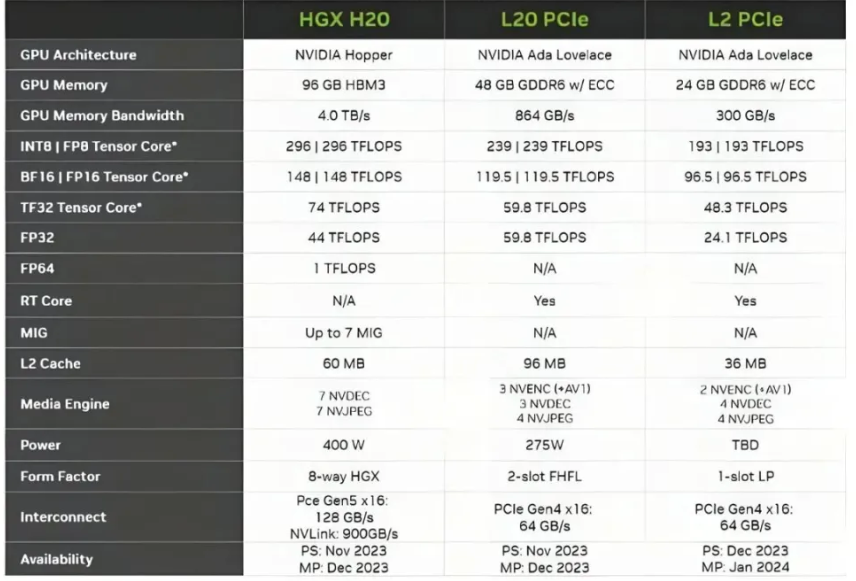 HGX H20 L20 PCIe L2 PCIe
GPU Architecture NVIDIA Hopper NVIDIA Ada Lovelace NVIDIA Ada Lovelace
GPU Memory 96 GB HBM3 48 GB GDDR6 w/ ECC 24 GB GDDR6 w/ ECC
GPU Memory Bandwidth 4.0 TB/s 864 GB/s 300 GB/s
INT8 | FP8 Tensor Core* 296 | 296 TFLOPS 239 | 239 TFLOPS 193 | 193 TFLOPS
BF16 | FP16 Tensor Core* 148 | 148 TFLOPS 119.5 | 119.5 TFLOPS 96.5 | 96.5 TFLOPS
TF32 Tensor Core* 74 TFLOPS 59.8 TFLOPS 48.3 TFLOPS
FP32 44 TFLOPS 59.8 TFLOPS 24.1 TFLOPS
FP64 1 TFLOPS N/A N/A
RT Core N/A Yes Yes
MIG Up to 7 MIG N/A N/A
L2 Cache 60 MB 96 MB 36 MB
Media Engine
7 NVDEC
7 NVJPEG
3 NVENC (+AV1)
3 NVDEC
4 NVJPEG
2 NVENC (+AV1)
4 NVDEC
4 NVJPEG
Power 400 W 275W TBD
Form Factor 8-way HGX 2-slot FHFL 1-slot LP
Interconnect
Pce Gen5 x16:
128 GB/s
NVLink: 900GB/s
PCIe Gen4 x16:
64 GB/s
PCIe Gen4 x16:
64 GB/s
Availability
PS: Nov 2023
MP: Dec 2023
PS: Nov 2023
MP: Dec 2023
PS: Dec 2023
MP: Jan 2024